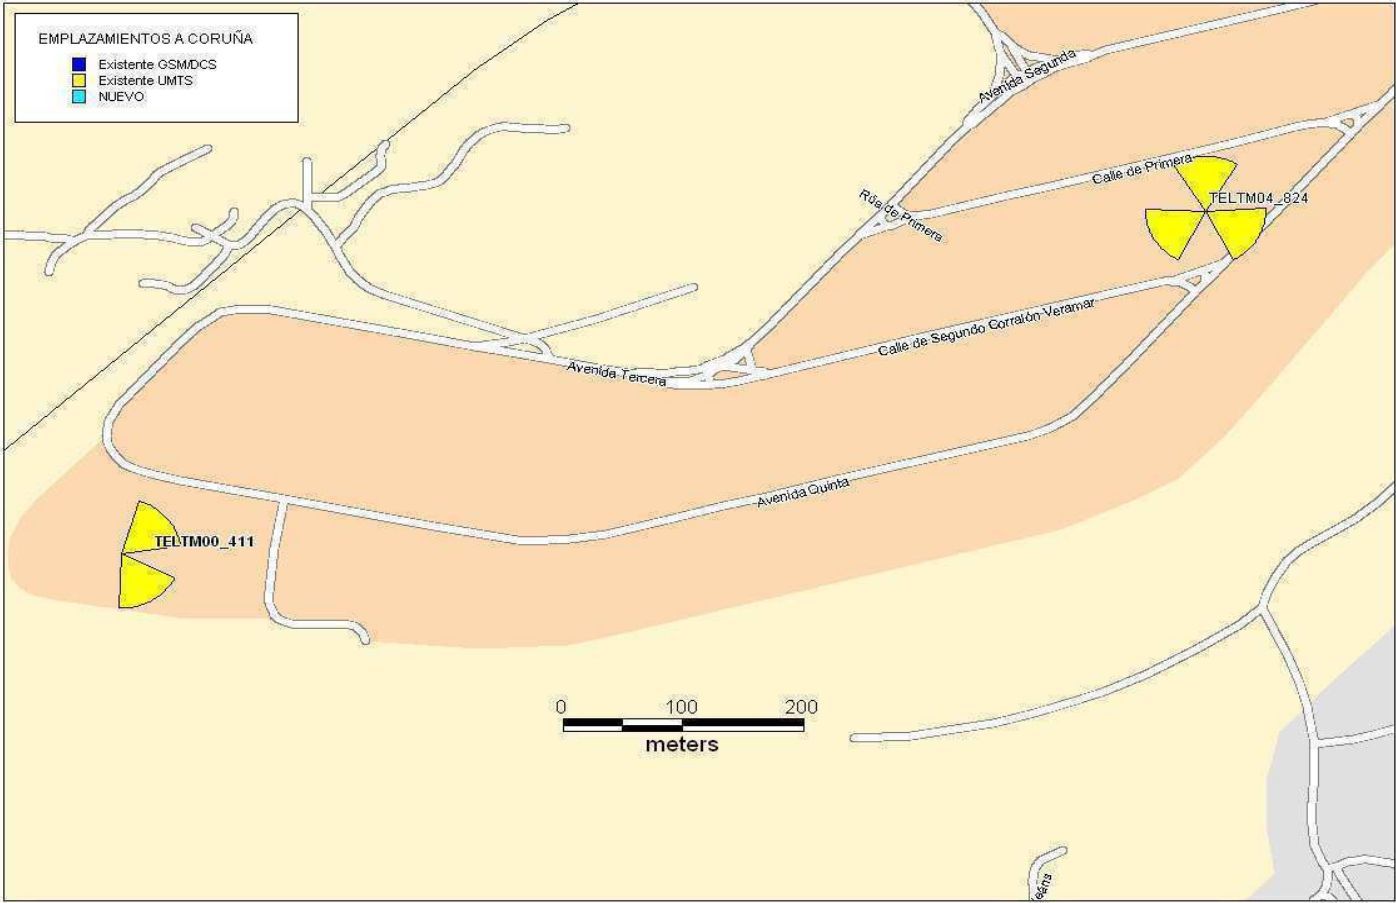 EMPLAZAMIENTOS A CORUÑA
Existente GSM/DCS
Existente UMTS
NUEVO
Avenida Segunda
Calle de Primera
TELTM04_824
Rúa de Primera
Calle de Segundo Corralón Veramar
Avenida Tercera
Avenida Quinta
TELTM00_411
0 100 200
meters